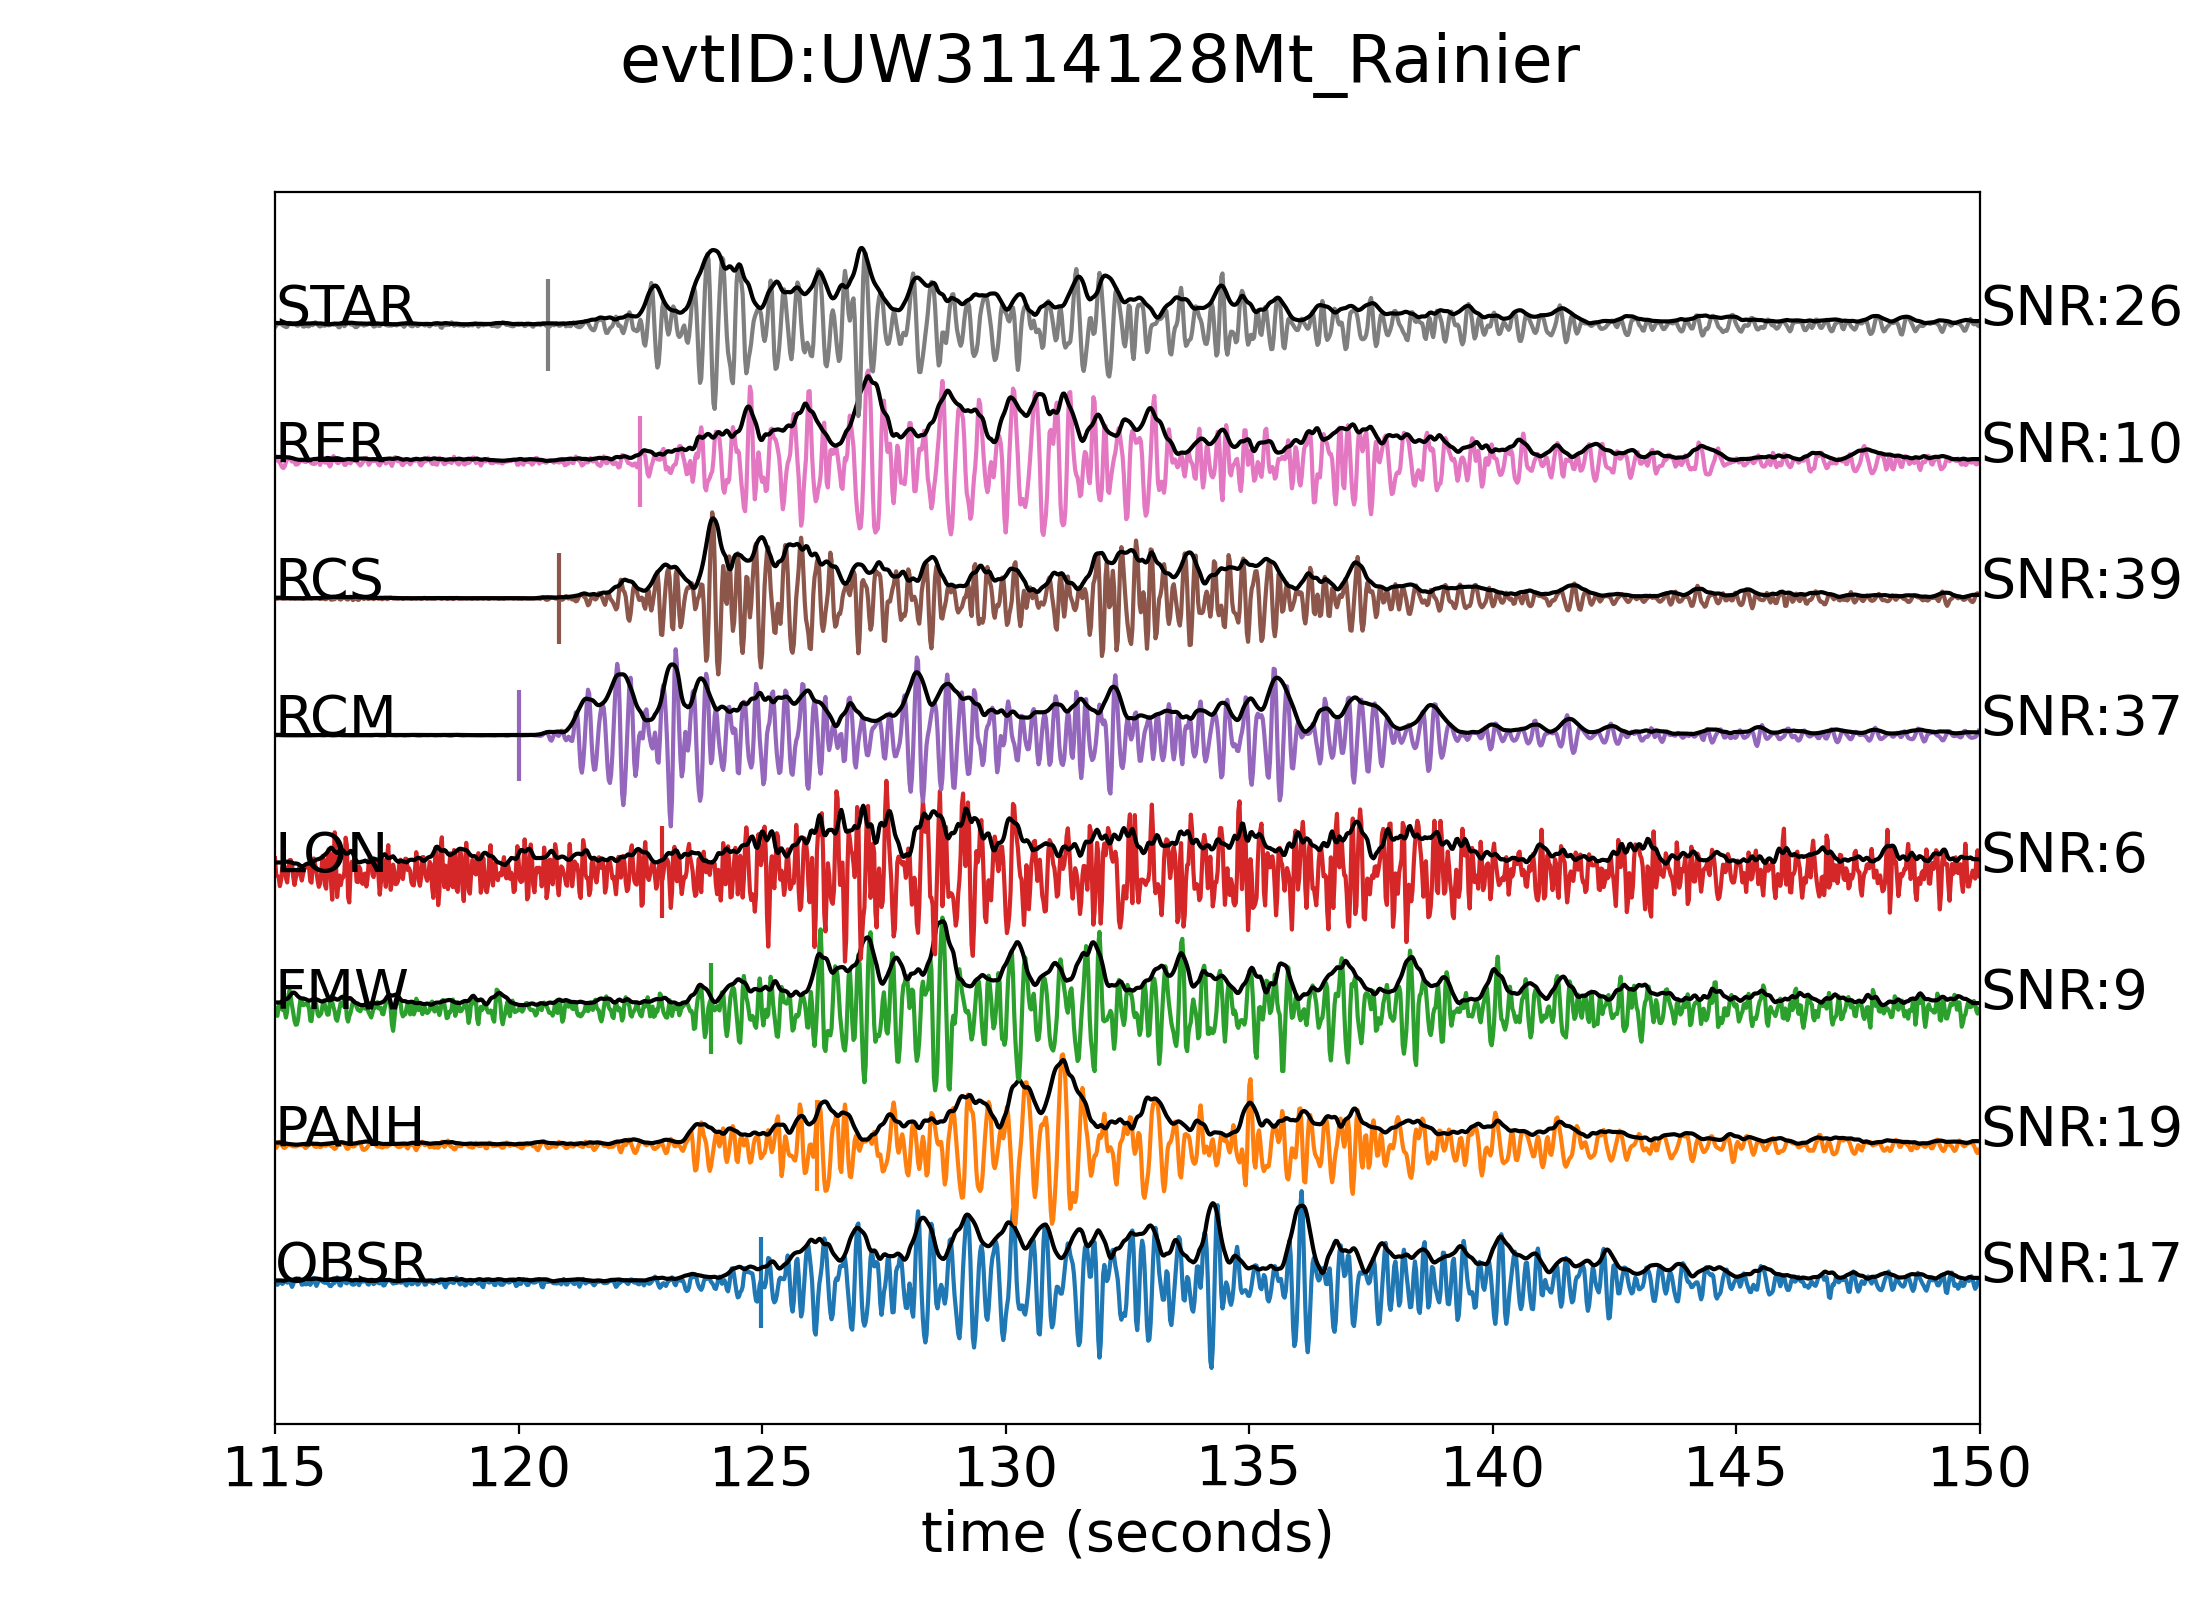 evtID:UW3114128Mt_Rainier
STAR SNR:26
RER SNR:10
RCS SNR:39
RCM SNR:37
LON SNR:6
FMW SNR:9
PANH SNR:19
OBSR SNR:17
115 120 125 130 135 140 145 150
time (seconds)